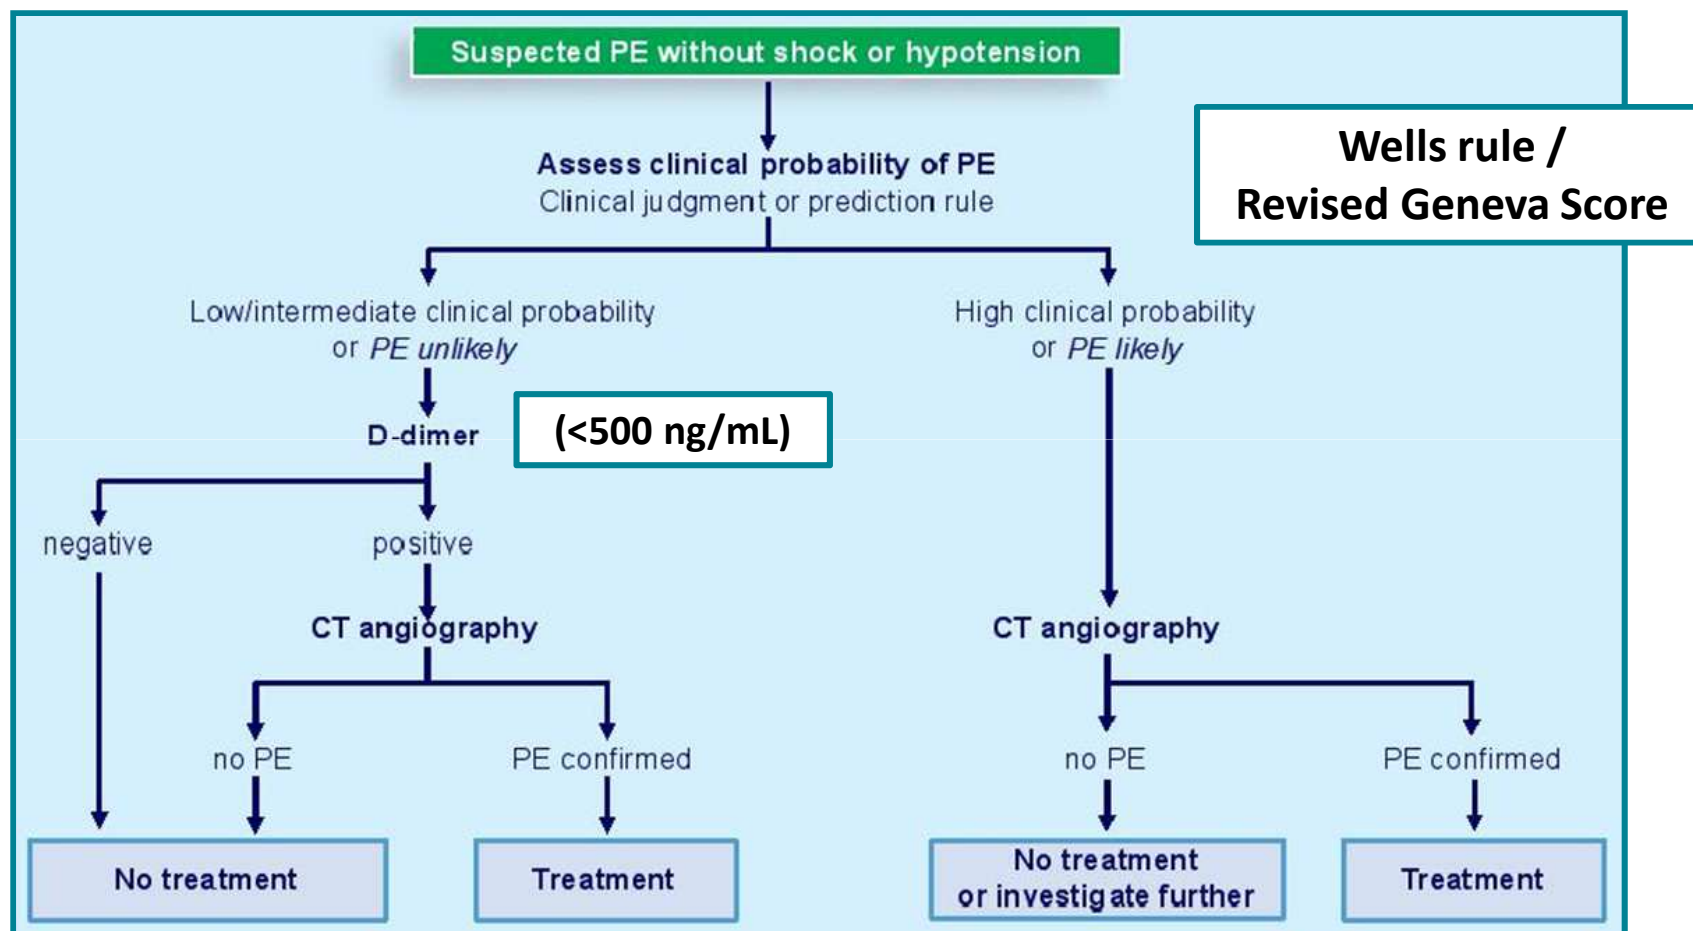 Suspected PE without shock or hypotension
Wells rule /
Revised Geneva Score
Assess clinical probability of PE
Clinical judgment or prediction rule
Low/intermediate clinical probability
or PE unlikely
High clinical probability
or PE likely
D-dimer
(<500 ng/mL)
negative
positive
CT angiography
CT angiography
no PE
PE confirmed
no PE
PE confirmed
No treatment
Treatment
No treatment
or investigate further
Treatment